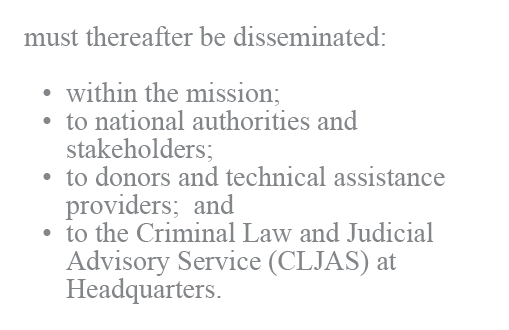 must thereafter be disseminated:
• within the mission;
• to national authorities and
stakeholders;
• to donors and technical assistance
providers;  and
• to the Criminal Law and Judicial
Advisory Service (CLJAS) at
Headquarters.